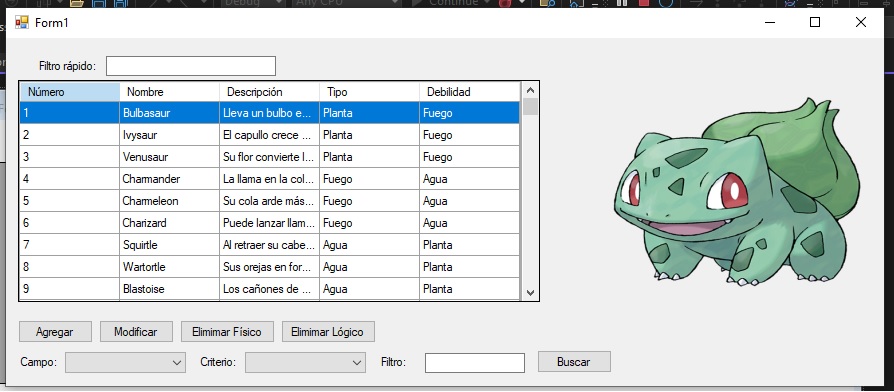 Debug Any CPU Continue
Form1
Filtro rápido:
Número Nombre Descripción Tipo Debilidad
1 Bulbasaur Lleva un bulbo e... Planta Fuego
2 Ivysaur El capullo crece ... Planta Fuego
3 Venusaur Su flor convierte l... Planta Fuego
4 Chamander La llama en la col... Fuego Agua
5 Chameleon Su cola arde más... Fuego Agua
6 Charizard Puede lanzar llam... Fuego Agua
7 Squirtle Al retraer su cabe... Agua Planta
8 Wartortle Sus orejas en for... Agua Planta
9 Blastoise Los cañones de ... Agua Planta
Agregar Modificar Elimimar Físico Elimimar Lógico
Campo: Criterio: Filtro: Buscar